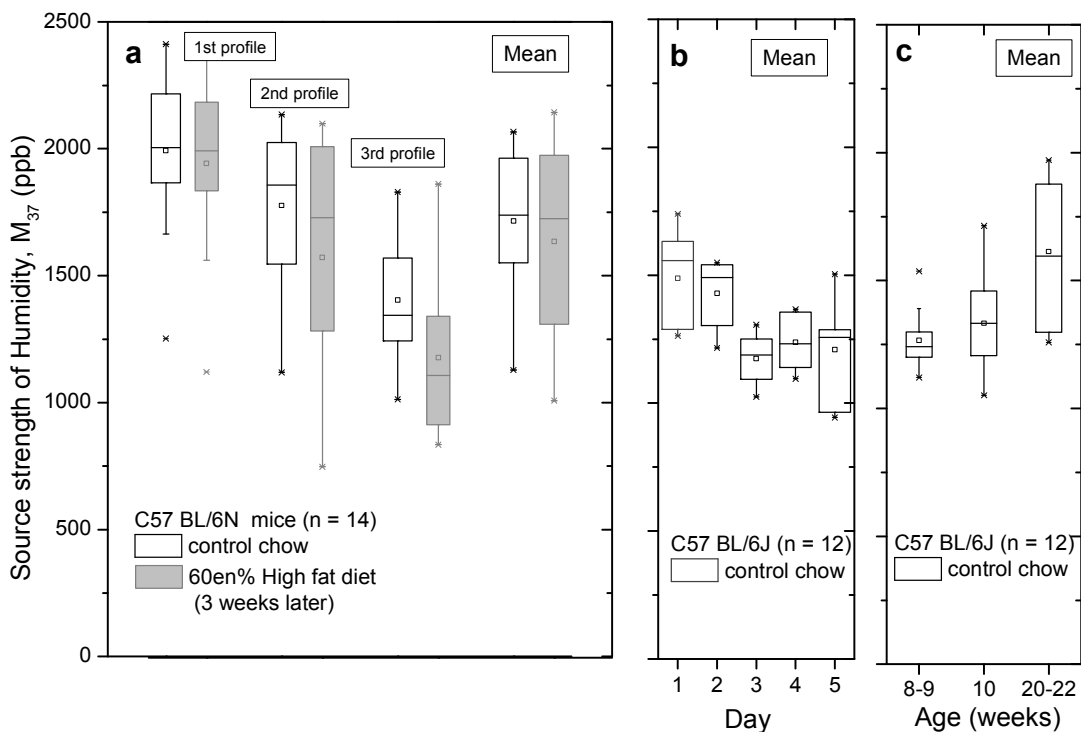 Source strength of Humidity, M37 (ppb)
2500
2000
1500
1000
500
0
a
1st profile
2nd profile
3rd profile
Mean
C57 BL/6N mice (n = 14)
control chow
60en% High fat diet
(3 weeks later)
b
Mean
C57 BL/6J (n = 12)
control chow
1 2 3 4 5
Day
c
Mean
C57 BL/6J (n = 12)
control chow
8-9 10 20-22
Age (weeks)